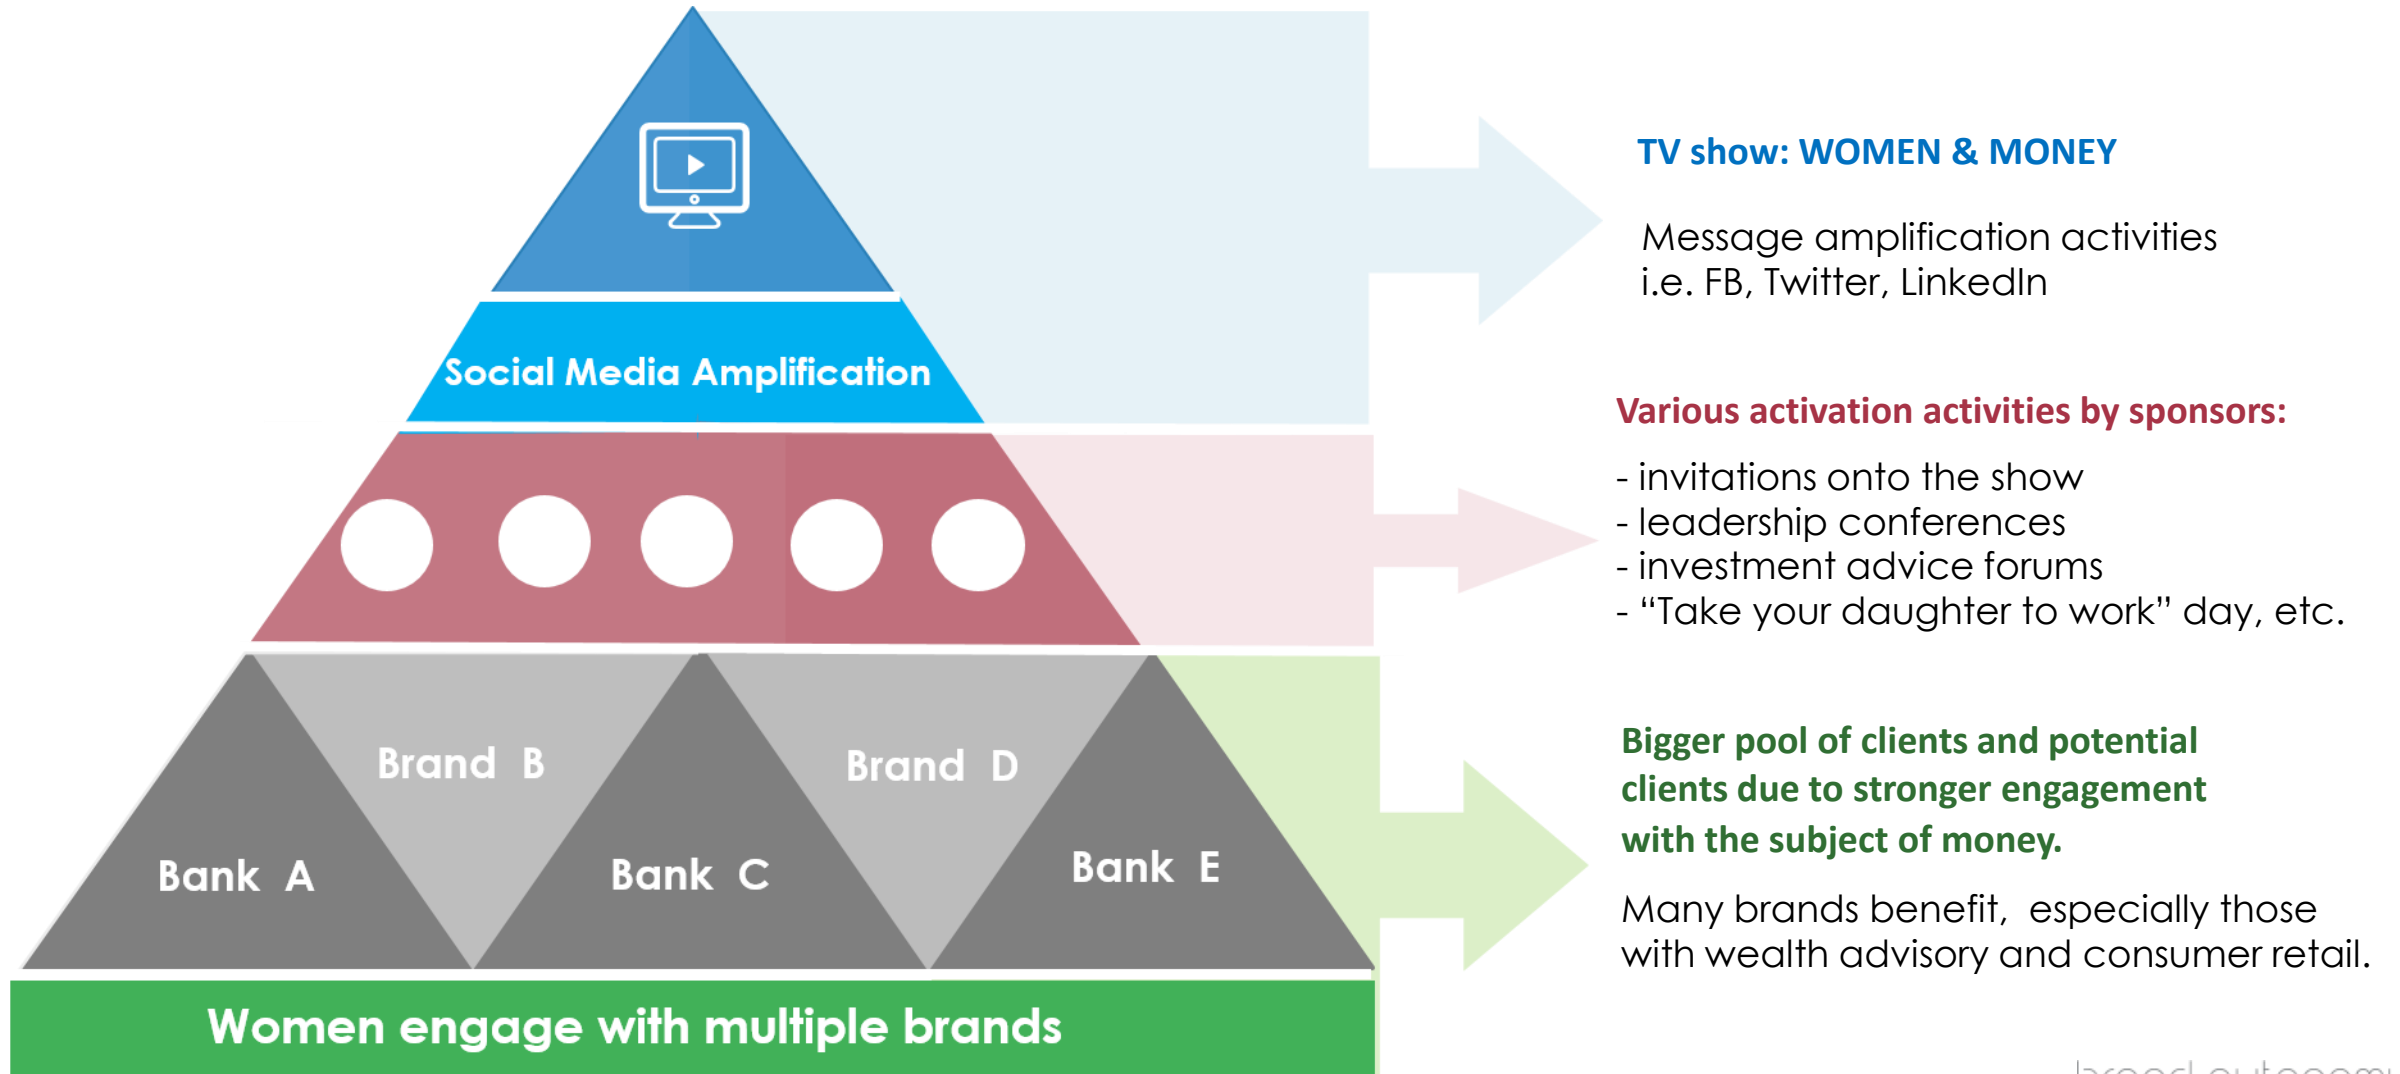 TV show: WOMEN & MONEY
Message amplification activities
i.e. FB, Twitter, LinkedIn
Social Media Amplification
Various activation activities by sponsors:
- invitations onto the show
- leadership conferences
- investment advice forums
- “Take your daughter to work” day, etc.
Brand B
Brand D
Bank A
Bank C
Bank E
Bigger pool of clients and potential
clients due to stronger engagement
with the subject of money.
Many brands benefit, especially those
with wealth advisory and consumer retail.
Women engage with multiple brands